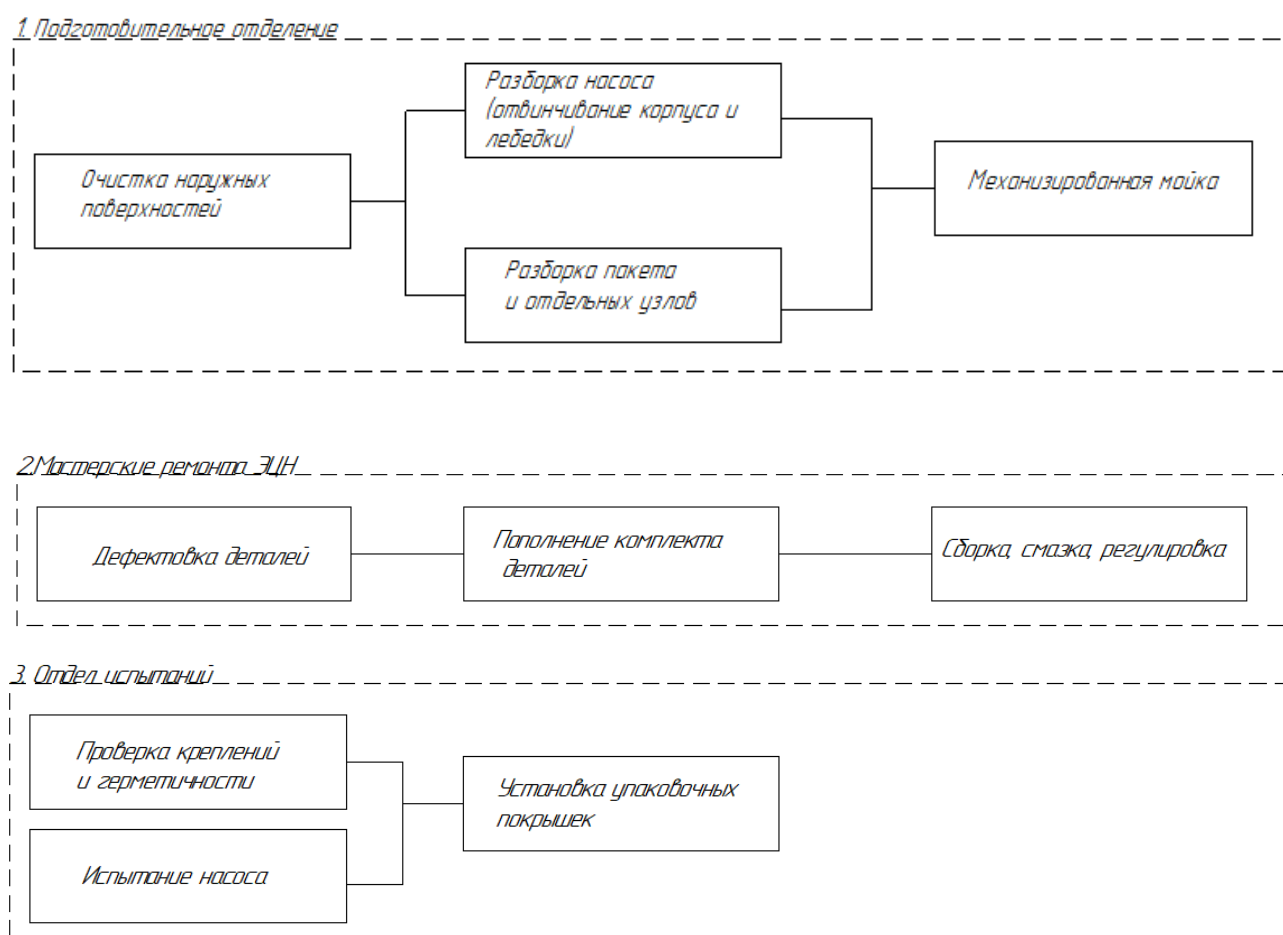 1. Подготовительное отделение
Разборка насоса
(отвинчивание корпуса и
лебедки)
Очистка наружных
поверхностей
Механизированная мойка
Разборка пакета
и отдельных узлов
2.Мастерские ремонта ЭЦН
Дефектовка деталей
Пополнение комплекта
деталей
Сборка, смазка, регулировка
3. Отдел испытаний
Проверка креплений
и герметичности
Установка упаковочных
покрышек
Испытание насоса